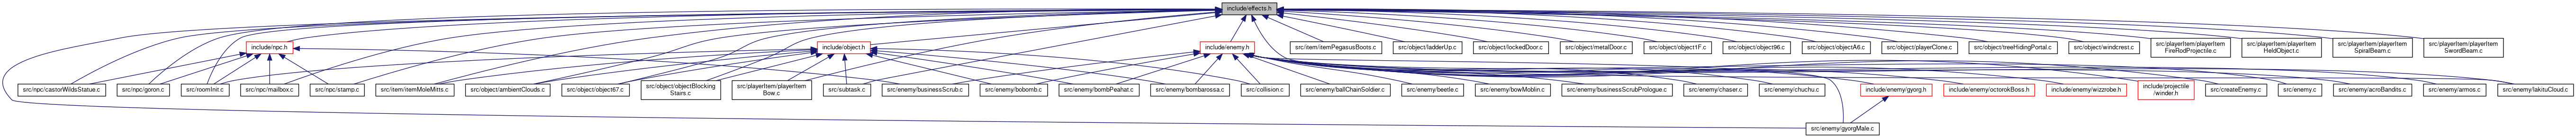 include/effects.h
include/npc.h
include/object.h
include/enemy.h
src/item/itemPegasusBoots.c
src/object/ladderUp.c
src/object/lockedDoor.c
src/object/metalDoor.c
src/object/object1F.c
src/object/object96.c
src/object/objectA6.c
src/object/playerClone.c
src/object/treeHidingPortal.c
src/object/windcrest.c
src/playerItem/playerItem
FireRodProjectile.c
src/playerItem/playerItem
HeldObject.c
src/playerItem/playerItem
SpiralBeam.c
src/playerItem/playerItem
SwordBeam.c
src/npc/castorWildsStatue.c
src/npc/goron.c
src/roomInit.c
src/npc/mailbox.c
src/npc/stamp.c
src/item/itemMoleMitts.c
src/object/ambientClouds.c
src/object/object67.c
src/object/objectBlocking
Stairs.c
src/playerItem/playerItem
Bow.c
src/subtask.c
src/enemy/businessScrub.c
src/enemy/bobomb.c
src/enemy/bombPeahat.c
src/enemy/bombarossa.c
src/collision.c
src/enemy/ballChainSoldier.c
src/enemy/beetle.c
src/enemy/bowMoblin.c
src/enemy/businessScrubPrologue.c
src/enemy/chaser.c
src/enemy/chuchu.c
include/enemy/gyorg.h
include/enemy/octorokBoss.h
include/enemy/wizzrobe.h
include/projectile
/winder.h
src/createEnemy.c
src/enemy.c
src/enemy/acroBandits.c
src/enemy/armos.c
src/enemy/lakituCloud.c
src/enemy/gyorgMale.c